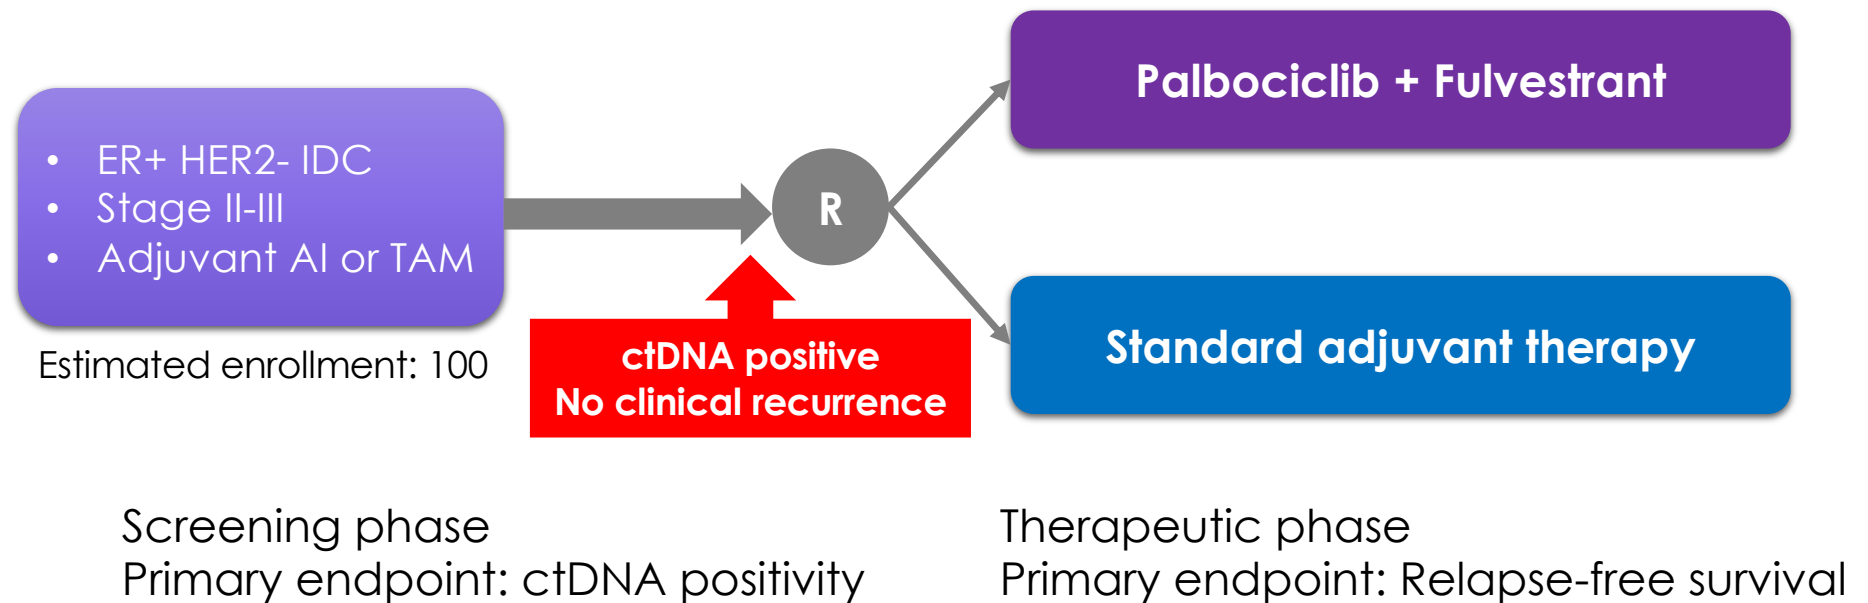 • ER+ HER2- IDC
• Stage II-III
• Adjuvant AI or TAM
Estimated enrollment: 100
R
ctDNA positive
No clinical recurrence
Palbociclib + Fulvestrant
Standard adjuvant therapy
Screening phase
Primary endpoint: ctDNA positivity
Therapeutic phase
Primary endpoint: Relapse-free survival